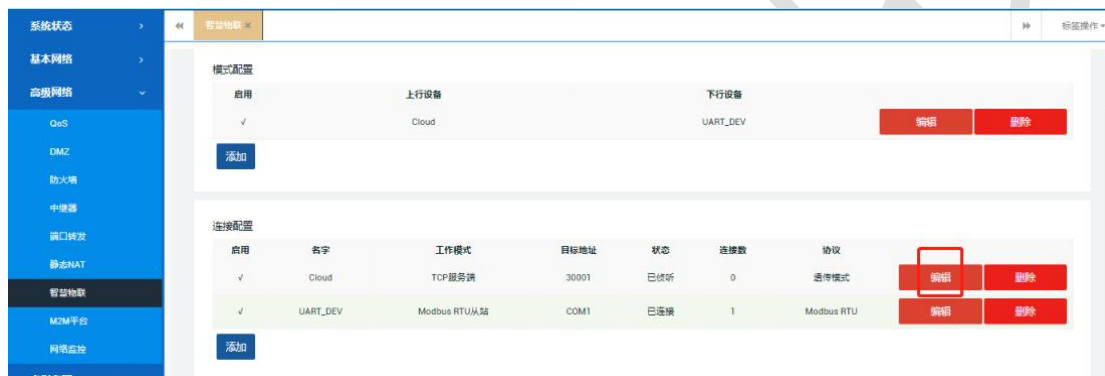 系统状态
智慧物联
标签操作
基本网络
高级网络
QoS
DMZ
防火墙
中继器
端口转发
静态NAT
智慧物联
M2M平台
网络监控
模式配置
启用 上行设备 下行设备
√ Cloud UART_DEV 编辑 删除
添加
连接配置
启用 名字 工作模式 目标地址 状态 连接数 协议
√ Cloud TCP服务端 30001 已侦听 0 透传模式 编辑 删除
√ UART_DEV Modbus RTU从站 COM1 已连接 1 Modbus RTU 编辑 删除
添加